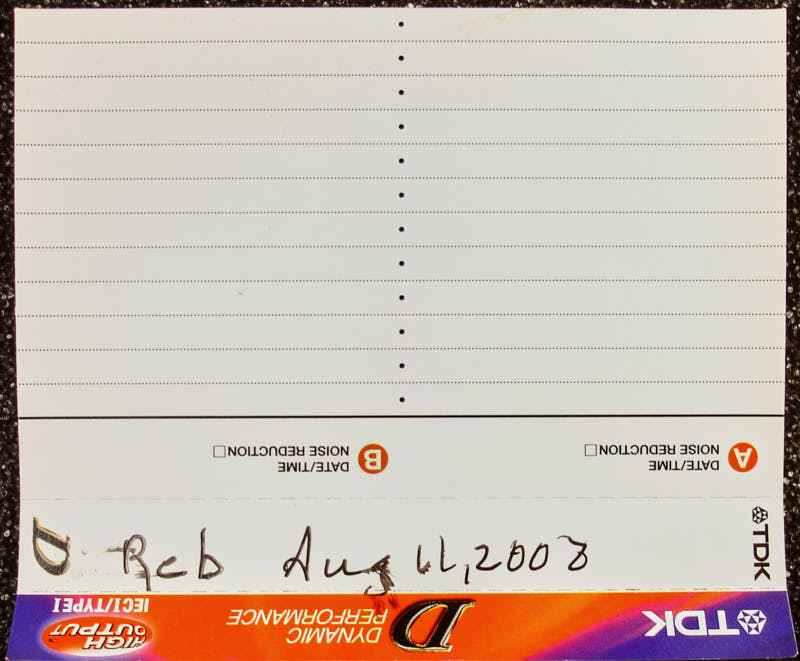 A DATE/TIME
NOISE REDUCTION
B DATE/TIME
NOISE REDUCTION
TDK
Aug 11, 2008
D
TDK
D DYNAMIC
PERFORMANCE
HIGH
OUTPUT
IECI/TYPEI